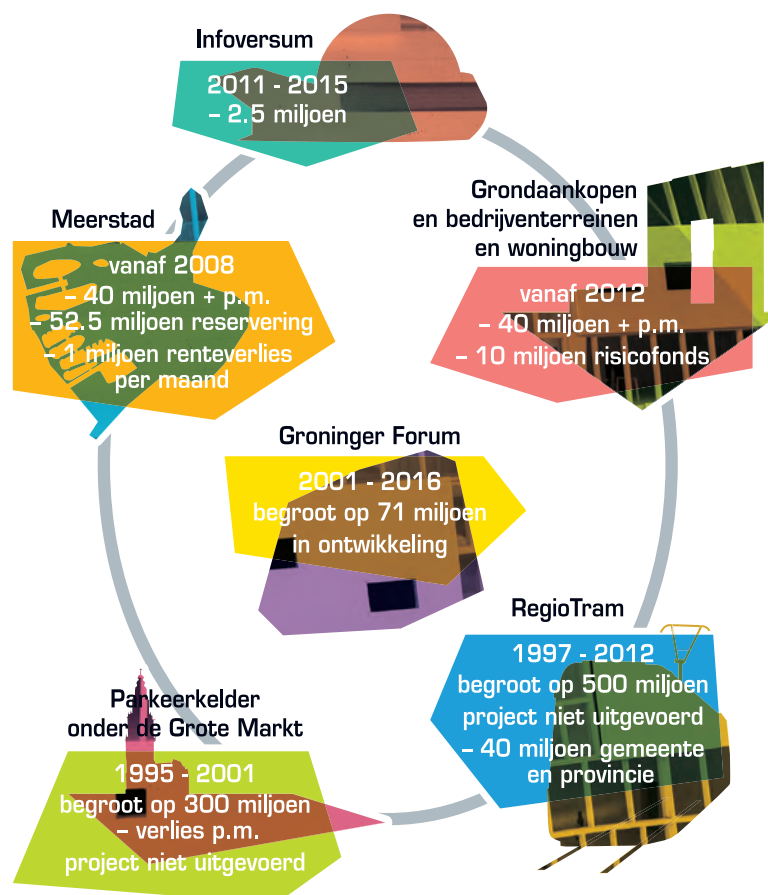 Infoversum
2011 - 2015
– 2.5 miljoen
Meerstad
vanaf 2008
– 40 miljoen + p.m.
– 52.5 miljoen reservering
– 1 miljoen renteverlies
per maand
Grondaankopen
en bedrijventerreinen
en woningbouw
vanaf 2012
– 40 miljoen + p.m.
– 10 miljoen risicofonds
Groninger Forum
2001 - 2016
begroot op 71 miljoen
in ontwikkeling
RegioTram
1997 - 2012
begroot op 500 miljoen
project niet uitgevoerd
– 40 miljoen gemeente
en provincie
Parkeerkelder
onder de Grote Markt
1995 - 2001
begroot op 300 miljoen
– verlies p.m.
project niet uitgevoerd